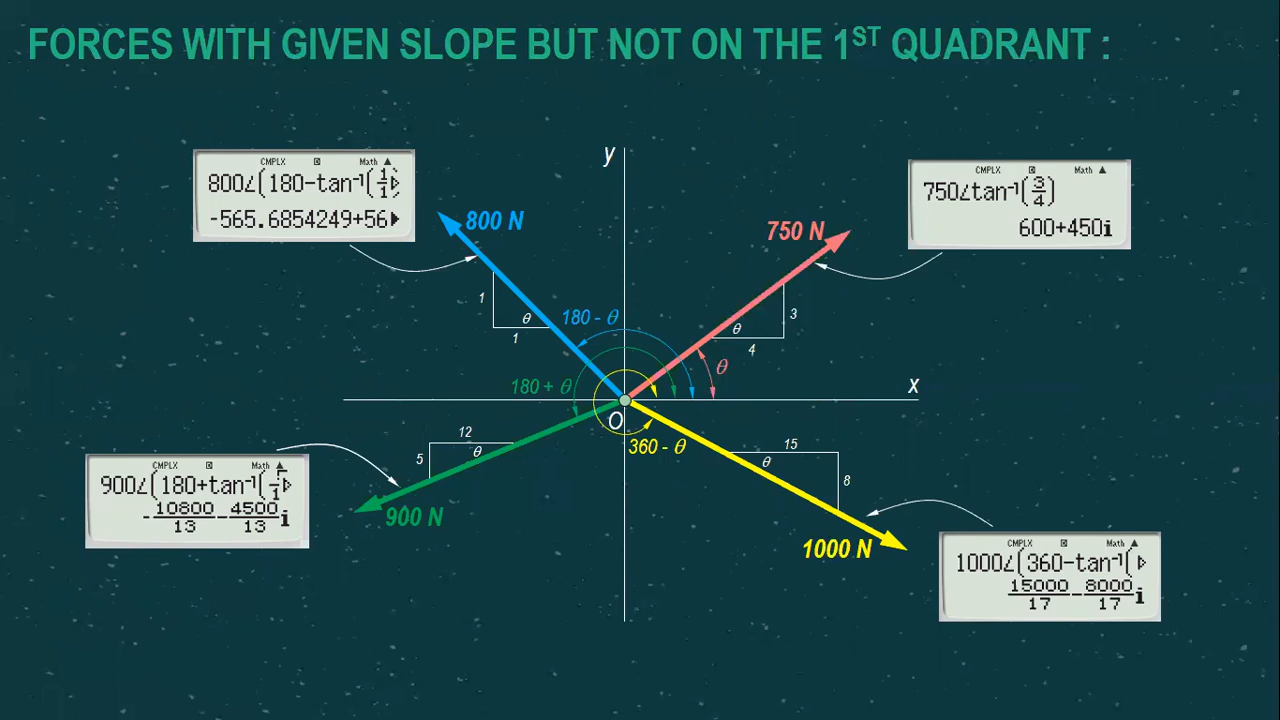 FORCES WITH GIVEN SLOPE BUT NOT ON THE 1ST QUADRANT :
y
x
O
CMPLX Math
800∠(180-tan⁻¹(1/1)
-565.6854249+56
800 N
1
1
θ
180 - θ
CMPLX Math
750∠tan⁻¹(3/4)
600+450i
750 N
3
4
θ
θ
180 + θ
12
5
θ
900 N
CMPLX Math
900∠(180+tan⁻¹(
-10800/13-4500/13i
360 - θ
15
8
θ
1000 N
CMPLX Math
1000∠(360-tan⁻¹(
15000/17-8000/17i